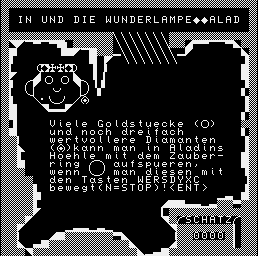 IN UND DIE WUNDERLAMPE◆◆ALAD
Viele Goldstuecke (○)
und noch dreifach
wertvollere Diamanten
(◉)kann man in Aladins
Hoehle mit dem Zauber-
ring ○ aufspueren,
wenn man diesen mit
den Tasten WERSDYXC
bewegt(N=STOP)!<ENT>
SCHATZ
0000